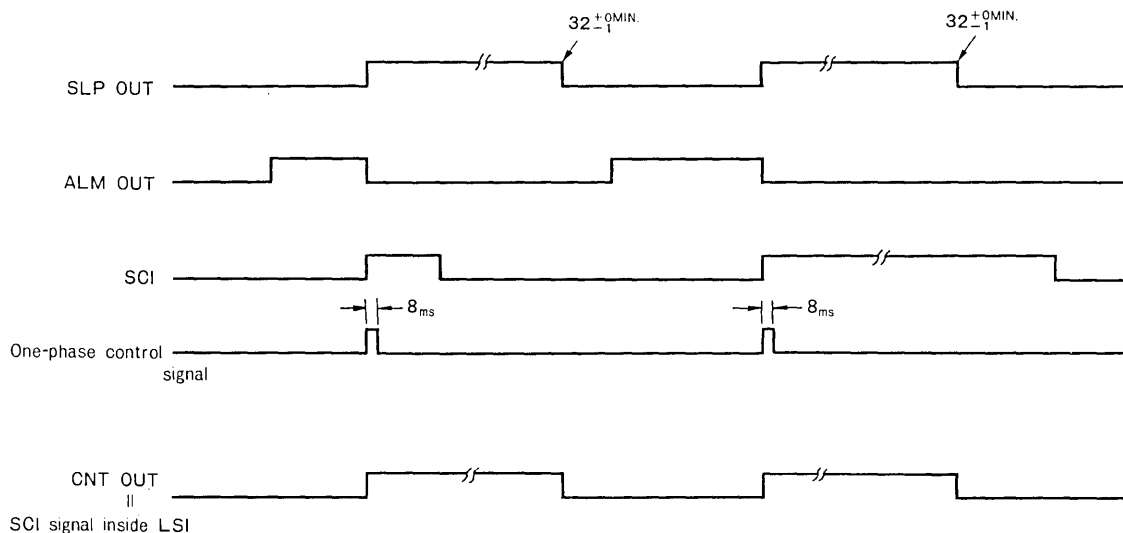 32 +0MIN. −1
32 +0MIN. −1
SLP OUT
ALM OUT
SCI
8ms
8ms
One-phase control
signal
CNT OUT
=
SCI signal inside LSI